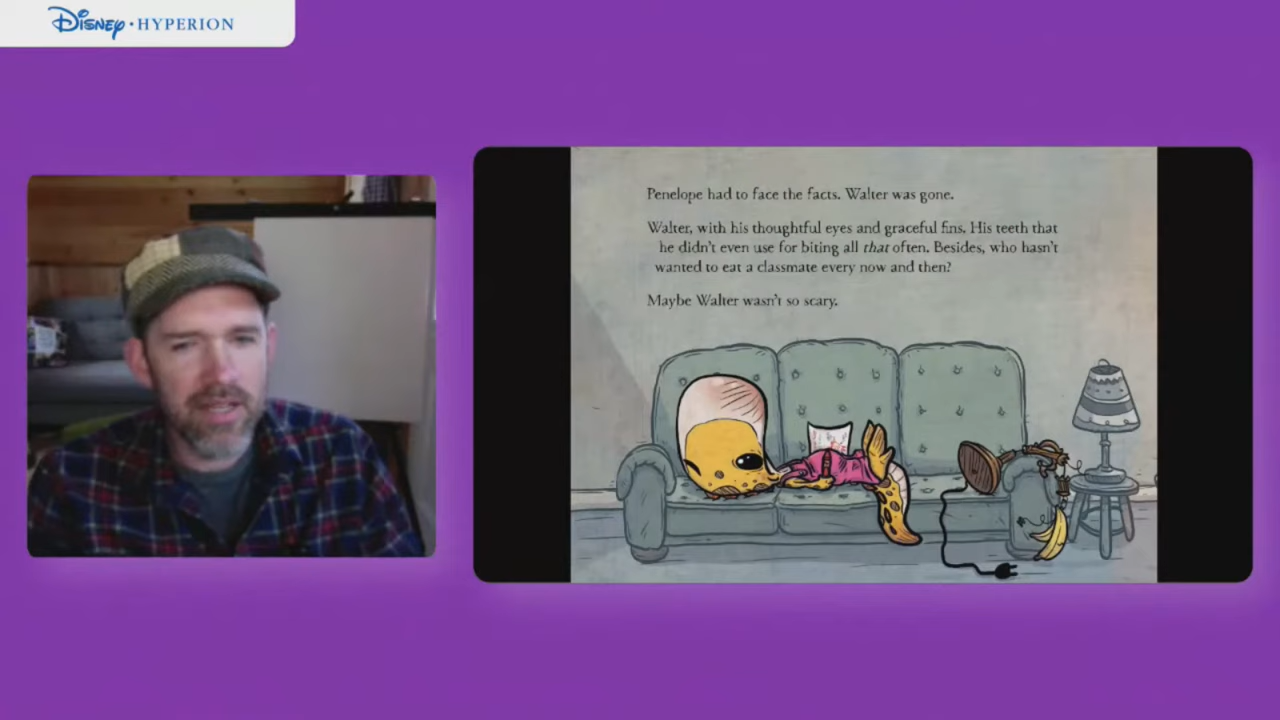 Disney · HYPERION
Penelope had to face the facts. Walter was gone.
Walter, with his thoughtful eyes and graceful fins. His teeth that
he didn't even use for biting all that often. Besides, who hasn't
wanted to eat a classmate every now and then?
Maybe Walter wasn't so scary.